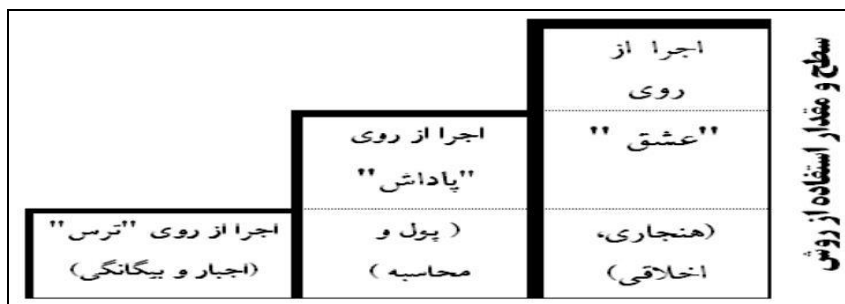 اجرا از
روی
"عشق"
(هنجاری،
اخلاقی)
اجرا از روی
"پاداش"
( پول و
محاسبه )
اجرا از روی "ترس"
(اجبار و بیگانگی)
سطح و مقدار استفاده از روش